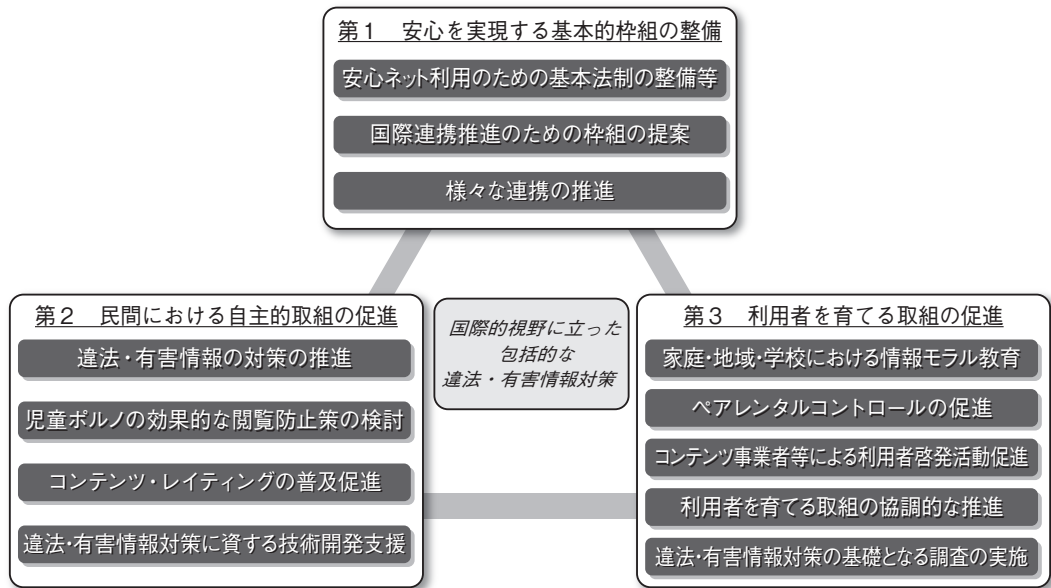 第1　安心を実現する基本的枠組の整備
安心ネット利用のための基本法制の整備等
国際連携推進のための枠組の提案
様々な連携の推進
第2　民間における自主的取組の促進
違法・有害情報の対策の推進
児童ポルノの効果的な閲覧防止策の検討
コンテンツ・レイティングの普及促進
違法・有害情報対策に資する技術開発支援
国際的視野に立った
包括的な
違法・有害情報対策
第3　利用者を育てる取組の促進
家庭・地域・学校における情報モラル教育
ペアレンタルコントロールの促進
コンテンツ事業者等による利用者啓発活動促進
利用者を育てる取組の協調的な推進
違法・有害情報対策の基礎となる調査の実施